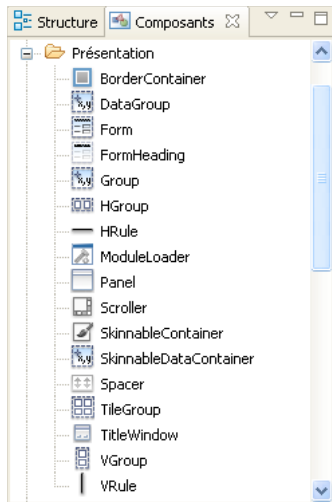 Structure Composants
Présentation
BorderContainer
DataGroup
Form
FormHeading
Group
HGroup
HRule
ModuleLoader
Panel
Scroller
SkinnableContainer
SkinnableDataContainer
Spacer
TileGroup
TitleWindow
VGroup
VRule